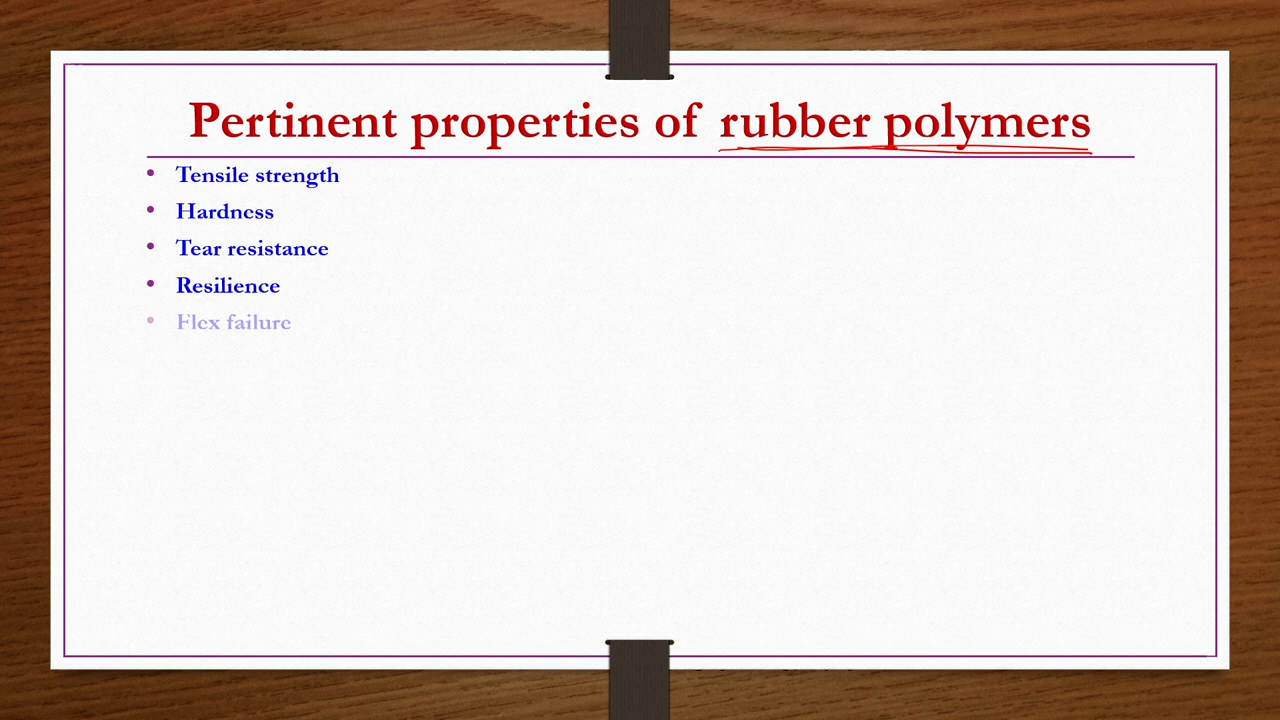 Pertinent properties of rubber polymers
• Tensile strength
• Hardness
• Tear resistance
• Resilience
• Flex failure